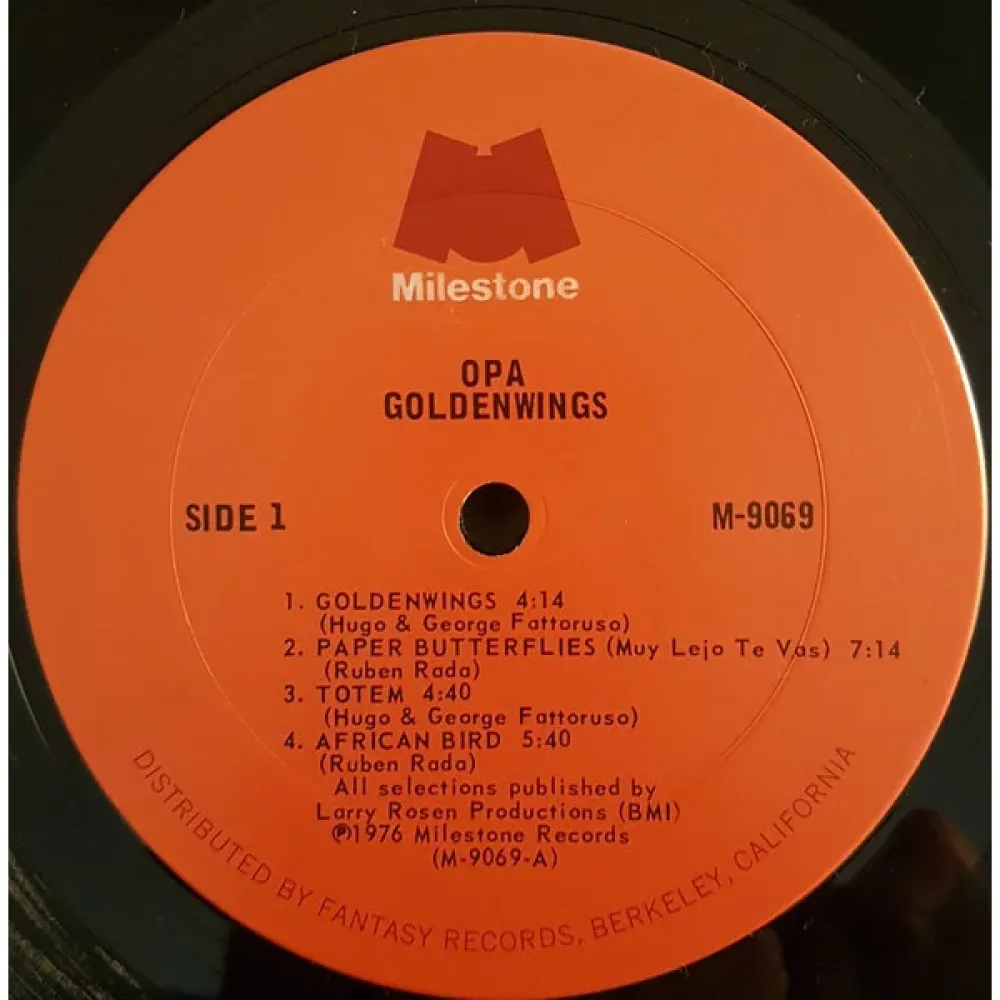 Milestone
OPA
GOLDENWINGS
SIDE 1
M-9069
1. GOLDENWINGS 4:14
(Hugo & George Fattoruso)
2. PAPER BUTTERFLIES (Muy Lejo Te Vas) 7:14
(Ruben Rada)
3. TOTEM 4:40
(Hugo & George Fattoruso)
4. AFRICAN BIRD 5:40
(Ruben Rada)
All selections published by
Larry Rosen Productions (BMI)
℗1976 Milestone Records
(M-9069-A)
DISTRIBUTED BY FANTASY RECORDS, BERKELEY, CALIFORNIA